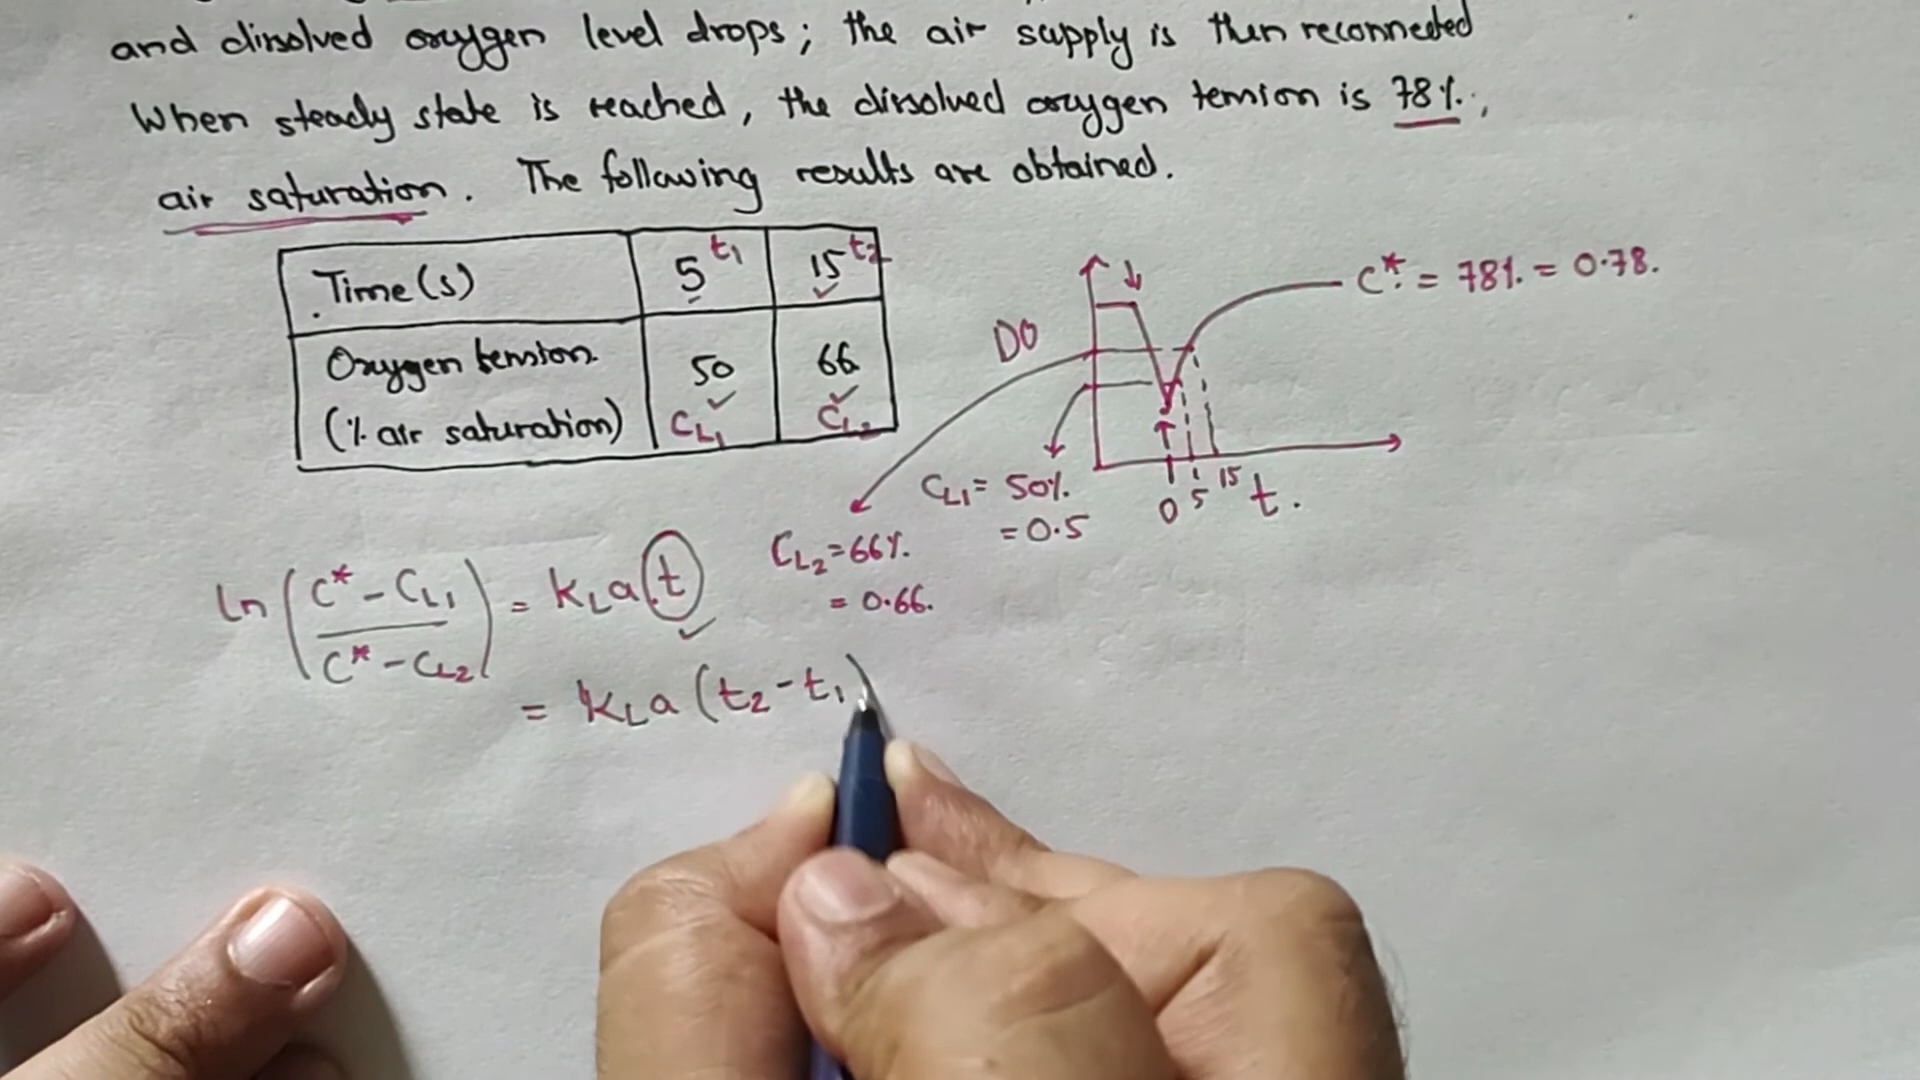 and dissolved oxygen level drops; the air supply is then reconnected
When steady state is reached, the dissolved oxygen tension is 78%,
air saturation. The following results are obtained.
Time(s) 5 t1 15 t2
Oxygen tension 50 66
(% air saturation) CL1 CL2
DO
C* = 78% = 0.78.
CL1 = 50%
= 0.5
0 5 15 t.
CL2 = 66%.
= 0.66.
ln (C* - CL1 / C* - CL2) = KLa(t)
= KLa (t2 - t1)